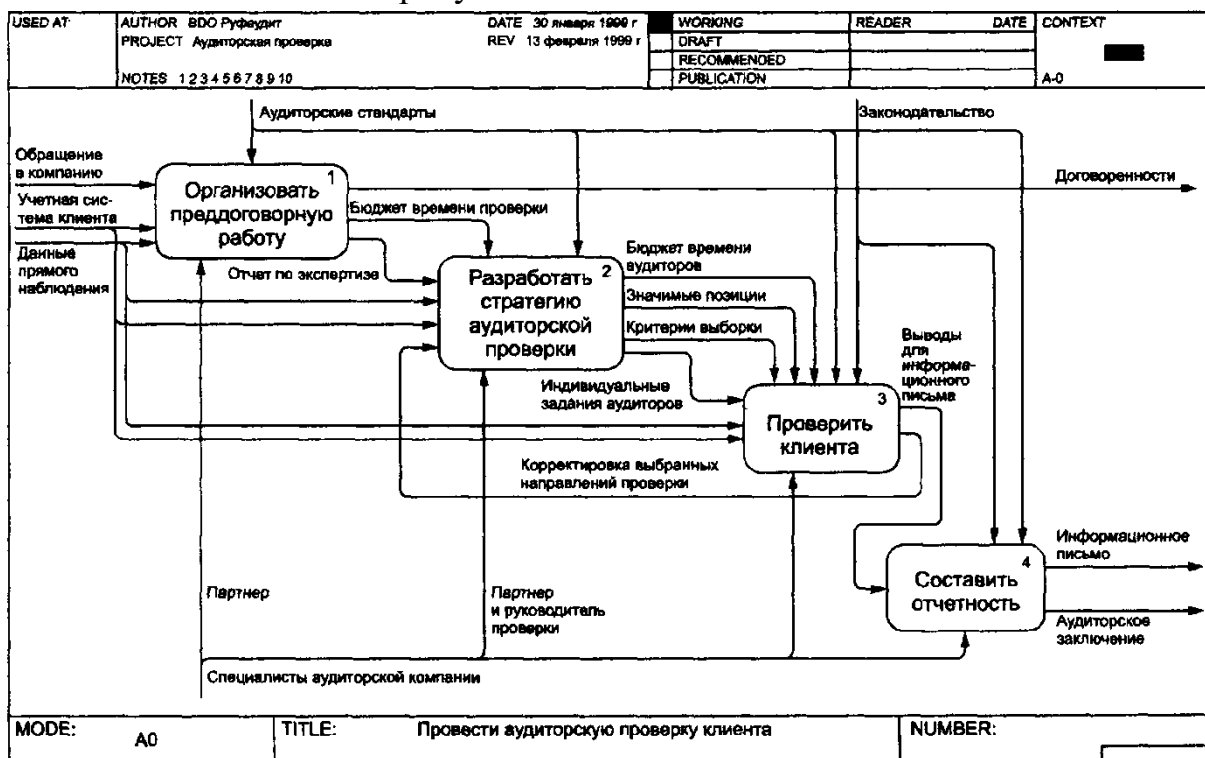 USED AT:
AUTHOR BDO Руфаудит
DATE 30 января 1999 г
PROJECT Аудиторская проверка
REV 13 февраля 1999 г
NOTES 1 2 3 4 5 6 7 8 9 10
WORKING
DRAFT
RECOMMENDED
PUBLICATION
READER DATE
CONTEXT
A-0
Аудиторские стандарты
Законодательство
Обращение
в компанию
Учетная сис-
тема клиента
Данные
прямого
наблюдения
1
Организовать
преддоговорную
работу
Договоренности
Бюджет времени проверки
Отчет по экспертизе
2
Разработать
стратегию
аудиторской
проверки
Бюджет времени
аудиторов
Значимые позиции
Критерии выборки
Индивидуальные
задания аудиторов
Выводы
для
информа-
ционного
письма
3
Проверить
клиента
Корректировка выбранных
направлений проверки
4
Составить
отчетность
Информационное
письмо
Аудиторское
заключение
Партнер
Партнер
и руководитель
проверки
Специалисты аудиторской компании
MODE:
A0
TITLE:
Провести аудиторскую проверку клиента
NUMBER: